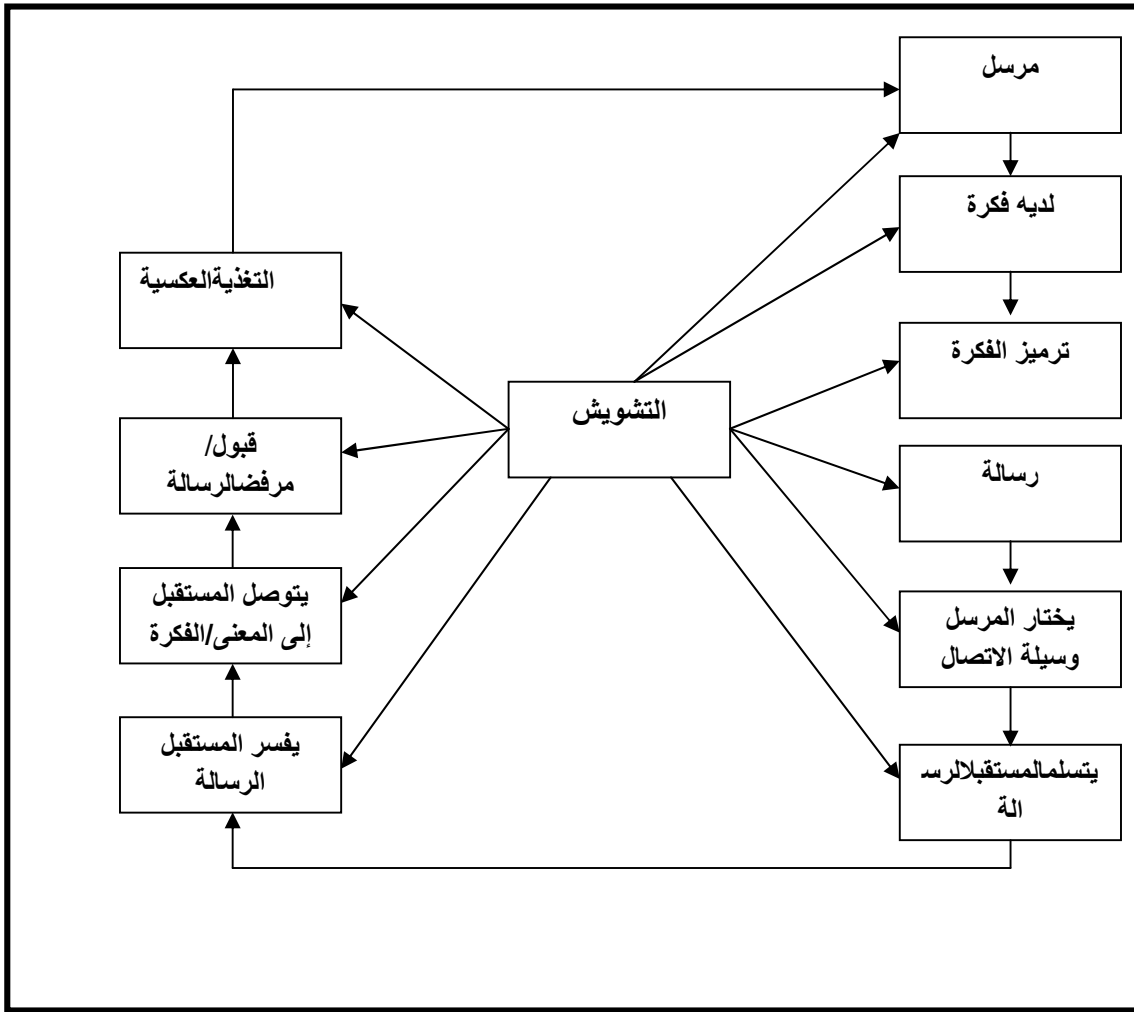 مرسل
لديه فكرة
ترميز الفكرة
رسالة
يختار المرسل
وسيلة الاتصال
يتسلمالمستقبلالرسـ
الة
التشويش
التغذيةالعكسية
قبول/
مرفضالرسالة
يتوصل المستقبل
إلى المعنى/الفكرة
يفسر المستقبل
الرسالة